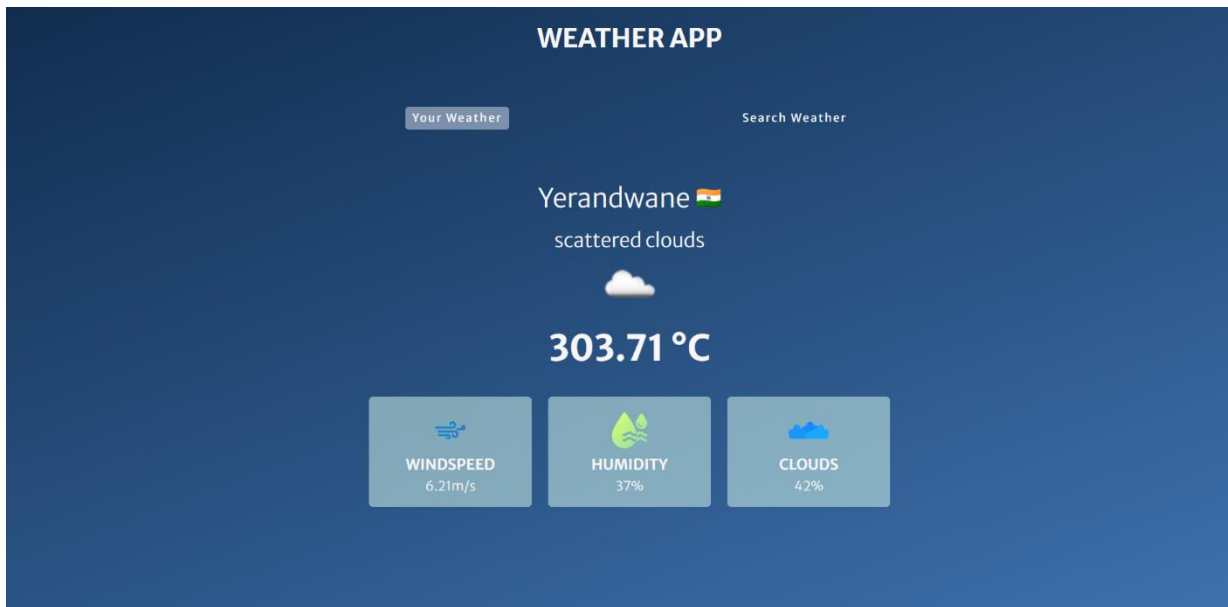 WEATHER APP
Your Weather Search Weather
Yerandwane
scattered clouds
303.71 °C
WINDSPEED HUMIDITY CLOUDS
6.21m/s 37% 42%